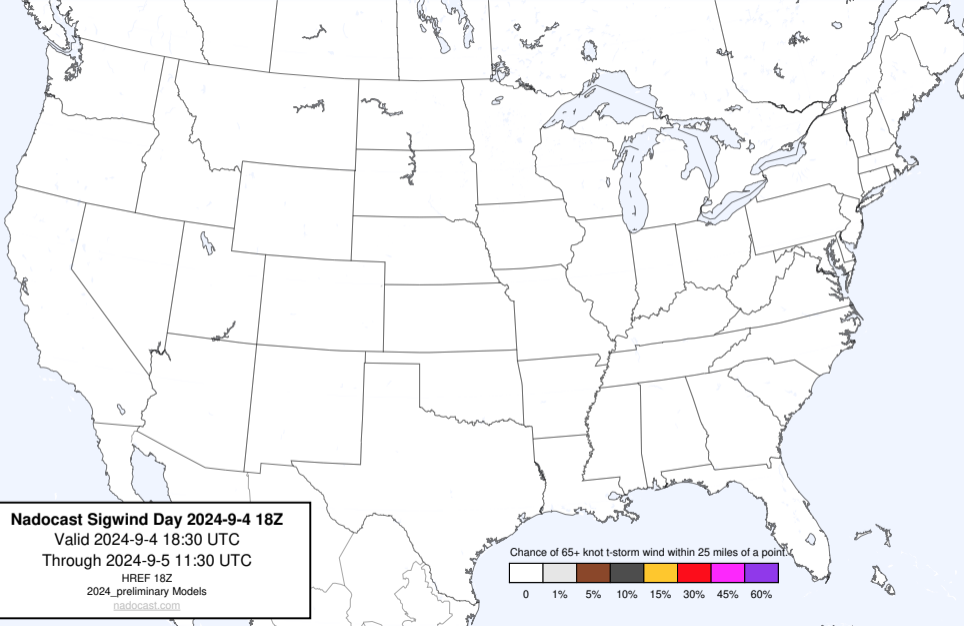 Nadocast Sigwind Day 2024-9-4 18Z
Valid 2024-9-4 18:30 UTC
Through 2024-9-5 11:30 UTC
HREF 18Z
2024_preliminary Models
nadocast.com
Chance of 65+ knot t-storm wind within 25 miles of a point.
0 1% 5% 10% 15% 30% 45% 60%